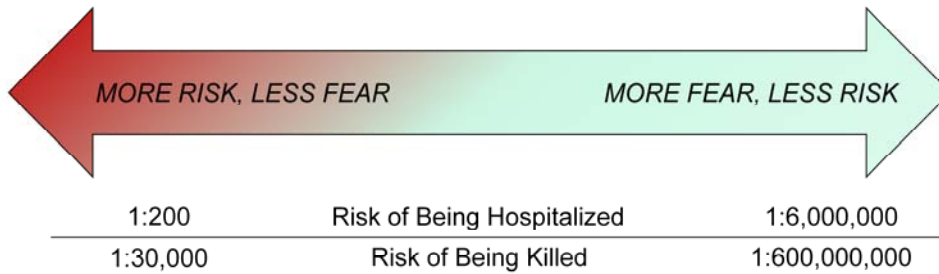 MORE RISK, LESS FEAR MORE FEAR, LESS RISK
1:200 Risk of Being Hospitalized 1:6,000,000
1:30,000 Risk of Being Killed 1:600,000,000